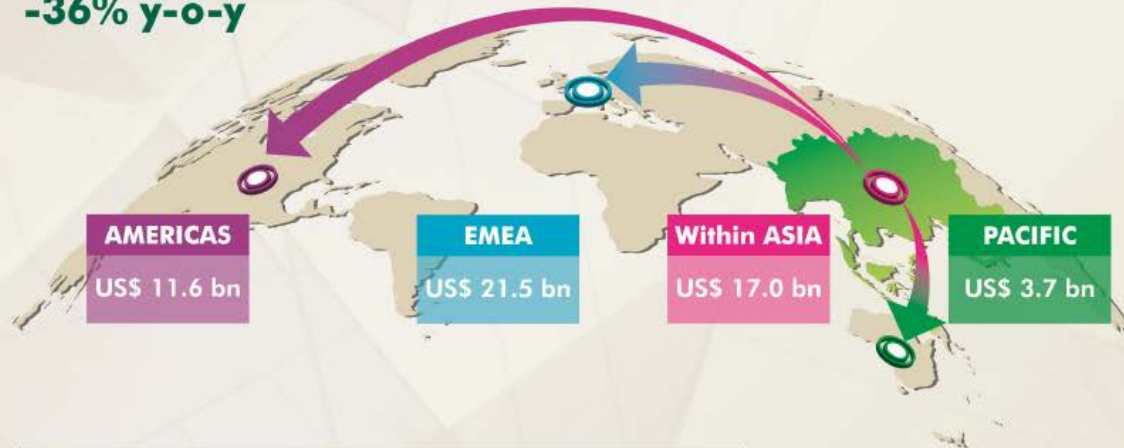 -36% y-o-y
AMERICAS
US$ 11.6 bn
EMEA
US$ 21.5 bn
Within ASIA
US$ 17.0 bn
PACIFIC
US$ 3.7 bn